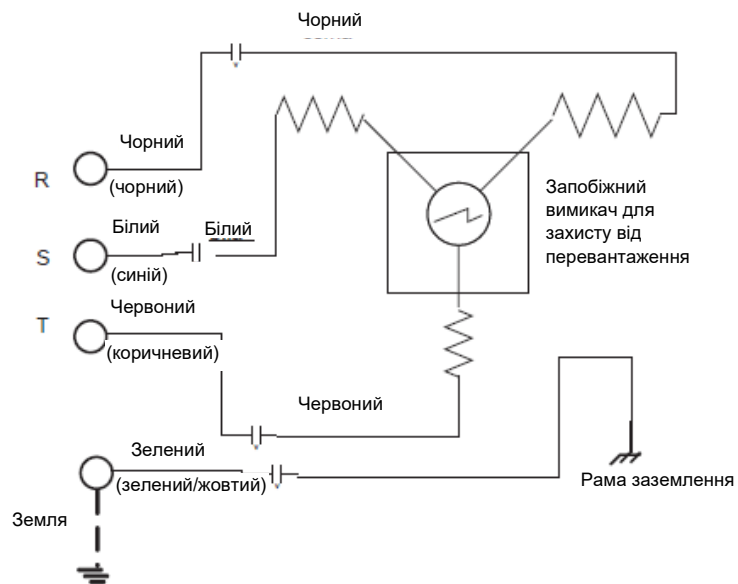 Чорний
Чорний
R
(чорний)
Запобіжний
вимикач для
захисту від
перевантаження
Білий
Білий
S
(синій)
Червоний
T
(коричневий)
Червоний
Зелений
(зелений/жовтий)
Рама заземлення
Земля